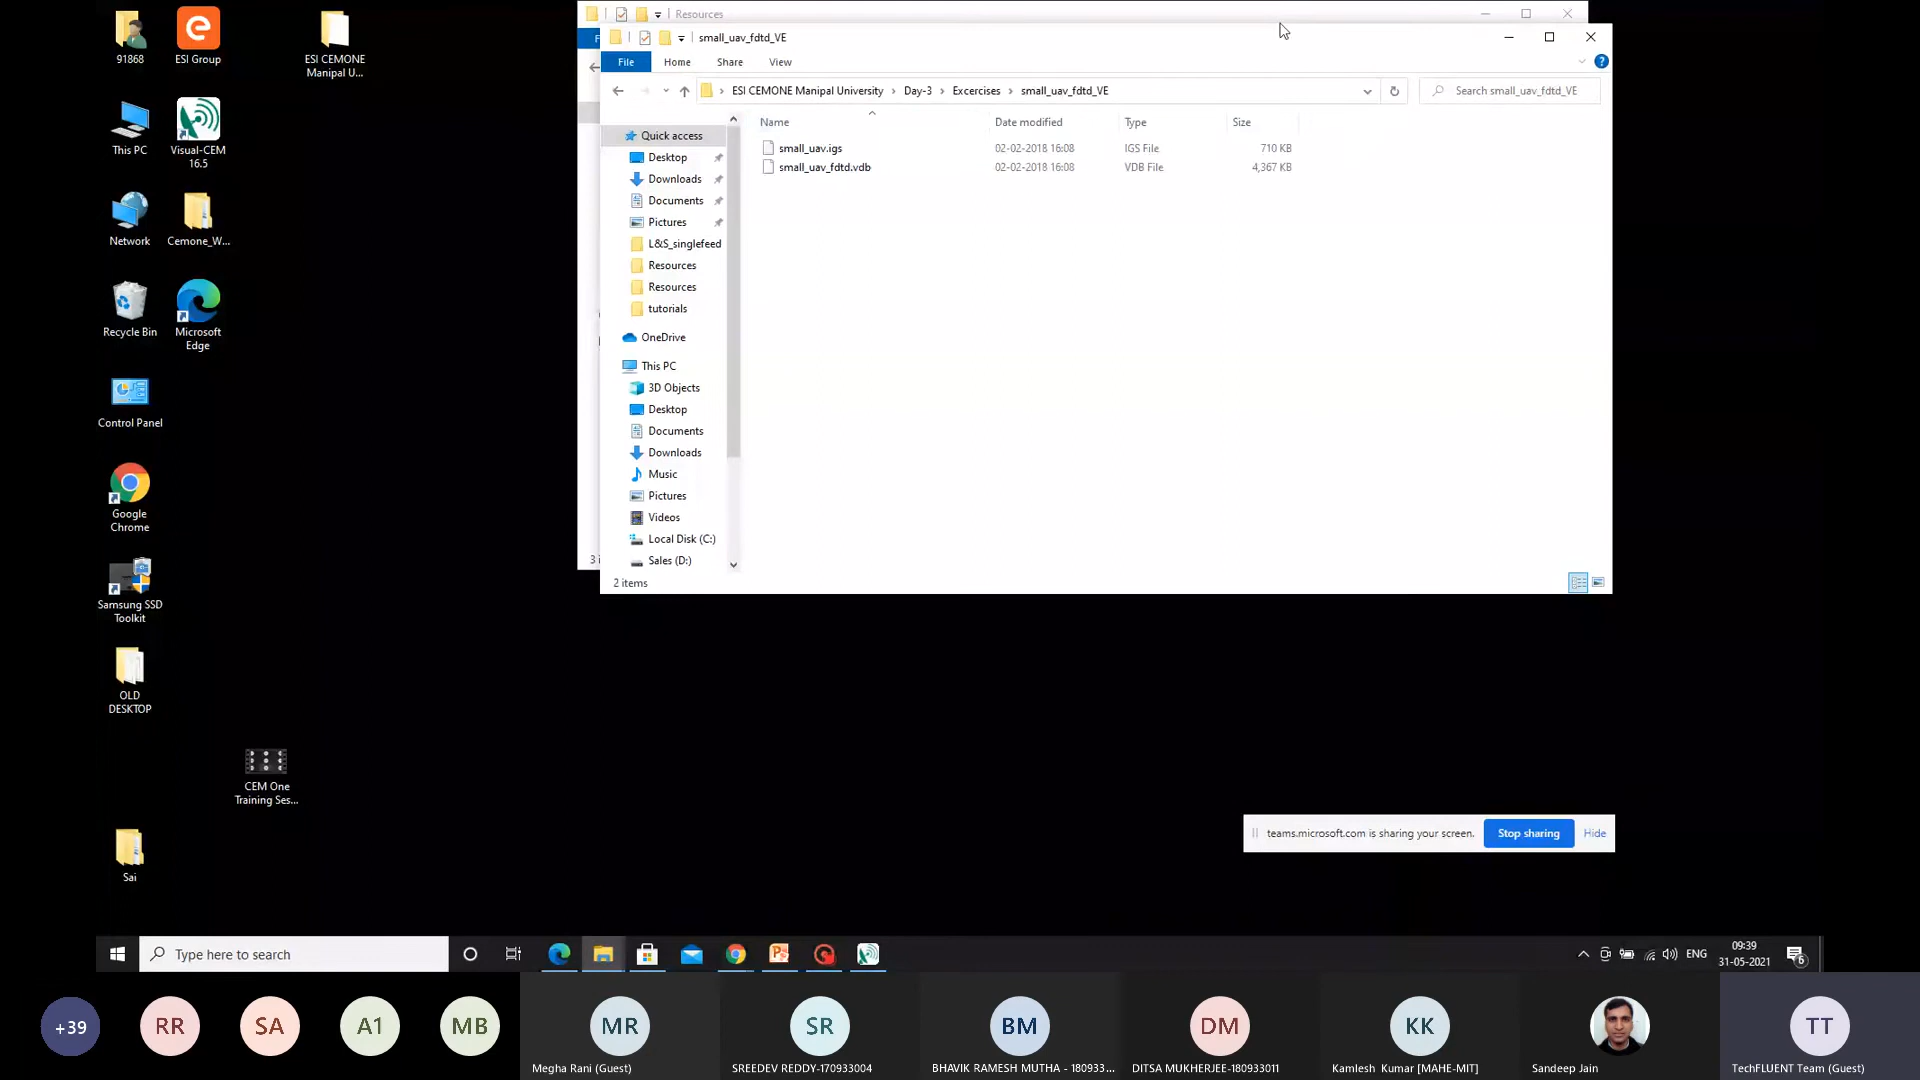 91868
ESI Group
ESI CEMONE
Manipal U...
This PC
Visual-CEM
16.5
Network
Cemone_W...
Recycle Bin
Microsoft
Edge
Control Panel
Google
Chrome
Samsung SSD
Toolkit
OLD
DESKTOP
CEM One
Training Ses...
Sai
Resources
small_uav_fdtd_VE
File
Home
Share
View
ESI CEMONE Manipal University
Day-3
Excercises
small_uav_fdtd_VE
Search small_uav_fdtd_VE
Name
Date modified
Type
Size
small_uav.igs
02-02-2018 16:08
IGS File
710 KB
small_uav_fdtd.vdb
02-02-2018 16:08
VDB File
4,367 KB
Quick access
Desktop
Downloads
Documents
Pictures
L&S_singlefeed
Resources
Resources
tutorials
OneDrive
This PC
3D Objects
Desktop
Documents
Downloads
Music
Pictures
Videos
Local Disk (C:)
Sales (D:)
2 items
teams.microsoft.com is sharing your screen.
Stop sharing
Hide
Type here to search
ENG
09:39
31-05-2021
6
+39
RR
SA
A1
MB
MR
Megha Rani (Guest)
SR
SREEDEV REDDY-170933004
BM
BHAVIK RAMESH MUTHA - 180933...
DM
DITSA MUKHERJEE-180933011
KK
Kamlesh Kumar [MAHE-MIT]
Sandeep Jain
TT
TechFLUENT Team (Guest)